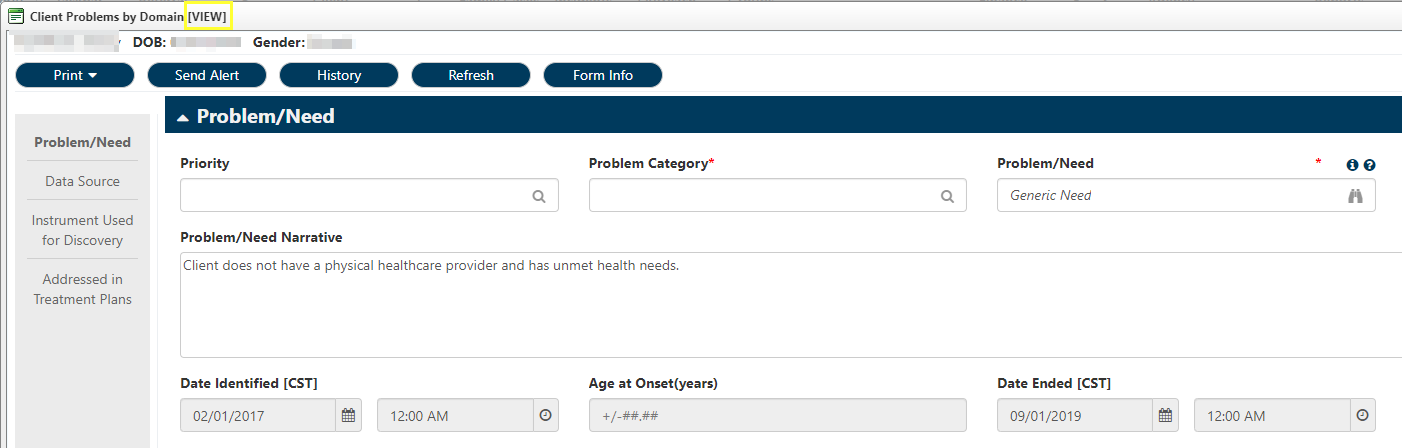 Client Problems by Domain [VIEW]
DOB: Gender:
Print Send Alert History Refresh Form Info
Problem/Need
Data Source
Instrument Used
for Discovery
Addressed in
Treatment Plans
Problem/Need
Priority Problem Category* Problem/Need *
Generic Need
Problem/Need Narrative
Client does not have a physical healthcare provider and has unmet health needs.
Date Identified [CST] Age at Onset(years) Date Ended [CST]
02/01/2017 12:00 AM +/-##.## 09/01/2019 12:00 AM